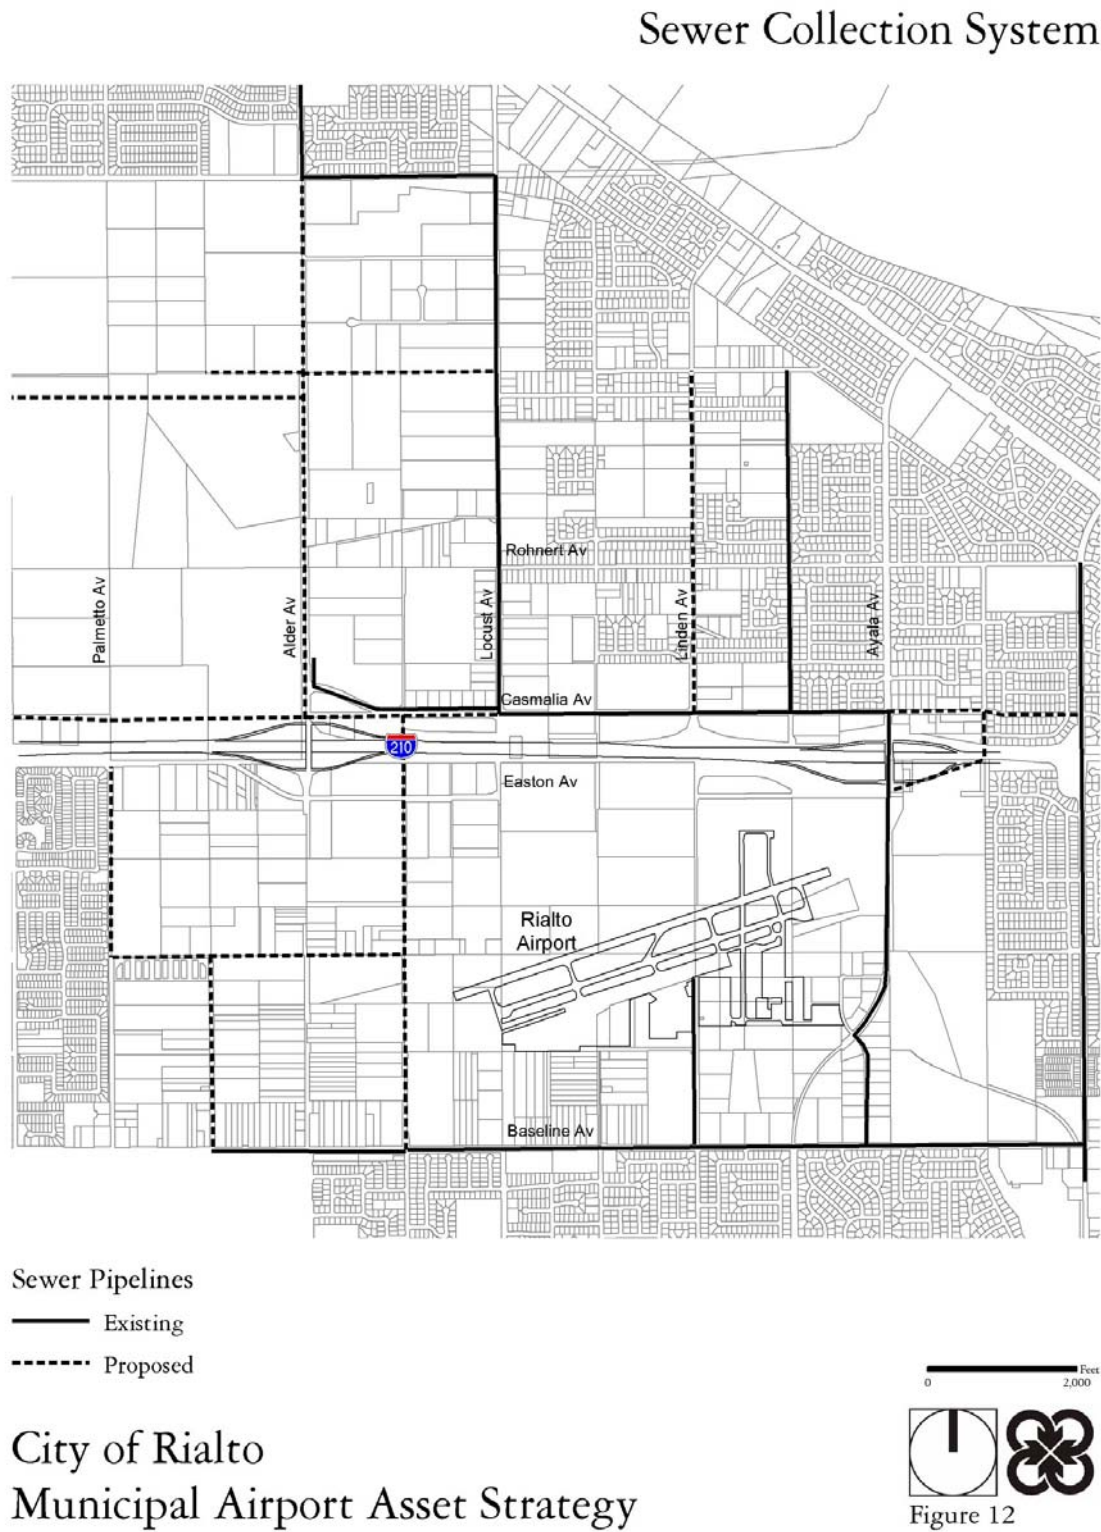 Sewer Collection System
Rohnert Av
Palmetto Av
Alder Av
Locust Av
Linden Av
Ayala Av
Casmalia Av
210
Easton Av
Rialto
Airport
Baseline Av
Sewer Pipelines
Existing
Proposed
Feet
0 2,000
City of Rialto
Municipal Airport Asset Strategy
Figure 12